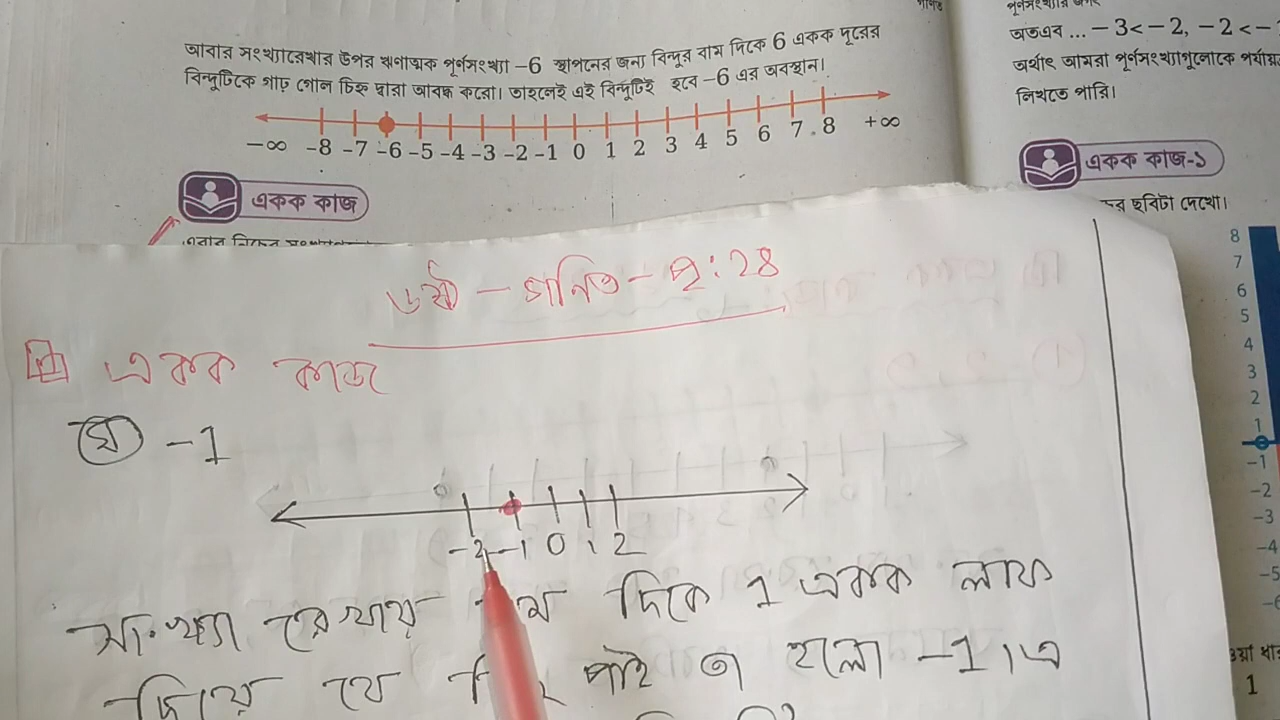 আবার সংখ্যারেখার উপর ঋণাত্মক পূর্ণসংখ্যা –6 স্থাপনের জন্য বিন্দুর বাম দিকে 6 একক দূরের
বিন্দুটিকে গাঢ় গোল চিহ্ন দ্বারা আবদ্ধ করো। তাহলেই এই বিন্দুটিই হবে –6 এর অবস্থান।
–∞ -8 -7 -6 -5 -4 -3 -2 -1 0 1 2 3 4 5 6 7 8 +∞
একক কাজ
৬ষ্ঠ – গনিত – পৃ: 28
একক কাজ
ঘ -1
-2 -1 0 1 2
সংখ্যা রেখায় দিকে 1 একক লাফ
দিয়ে যে পাই তা হলো -1। এ
অতএব ... – 3 < – 2, – 2 < –
অর্থাৎ আমরা পূর্ণসংখ্যাগুলোকে পর্যায়
লিখতে পারি।
একক কাজ-১
ছবিটা দেখো।
8
7
6
5
4
3
2
1
-1
-2
-3
-4
-5
1